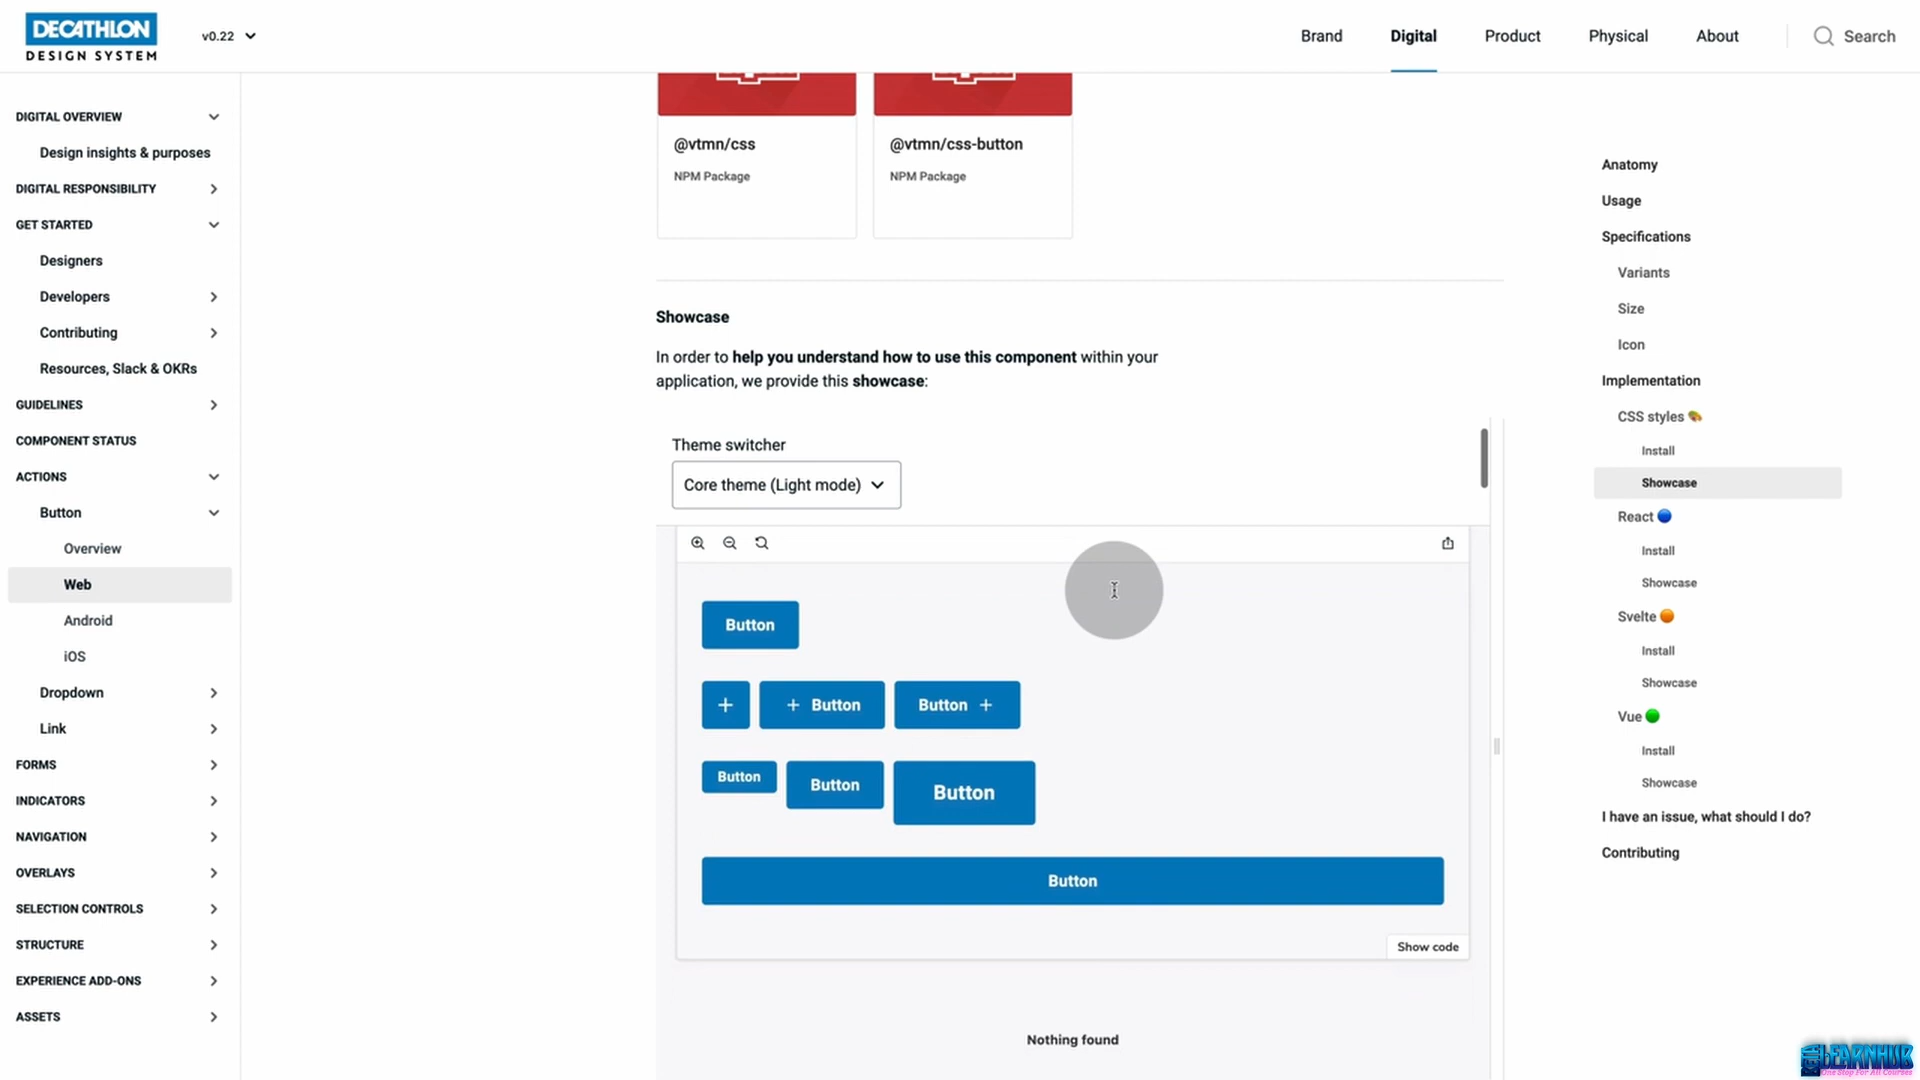 DECATHLON
DESIGN SYSTEM
v0.22
Brand
Digital
Product
Physical
About
Search
DIGITAL OVERVIEW
Design insights & purposes
DIGITAL RESPONSIBILITY
GET STARTED
Designers
Developers
Contributing
Resources, Slack & OKRs
GUIDELINES
COMPONENT STATUS
ACTIONS
Button
Overview
Web
Android
iOS
Dropdown
Link
FORMS
INDICATORS
NAVIGATION
OVERLAYS
SELECTION CONTROLS
STRUCTURE
EXPERIENCE ADD-ONS
ASSETS
@vtmn/css
NPM Package
@vtmn/css-button
NPM Package
Showcase
In order to help you understand how to use this component within your
application, we provide this showcase:
Theme switcher
Core theme (Light mode)
Button
+ + Button Button +
Button Button Button
Button
Show code
Nothing found
Anatomy
Usage
Specifications
Variants
Size
Icon
Implementation
CSS styles
Install
Showcase
React
Install
Showcase
Svelte
Install
Showcase
Vue
Install
Showcase
I have an issue, what should I do?
Contributing
LEARNHUB
One Stop For All Courses